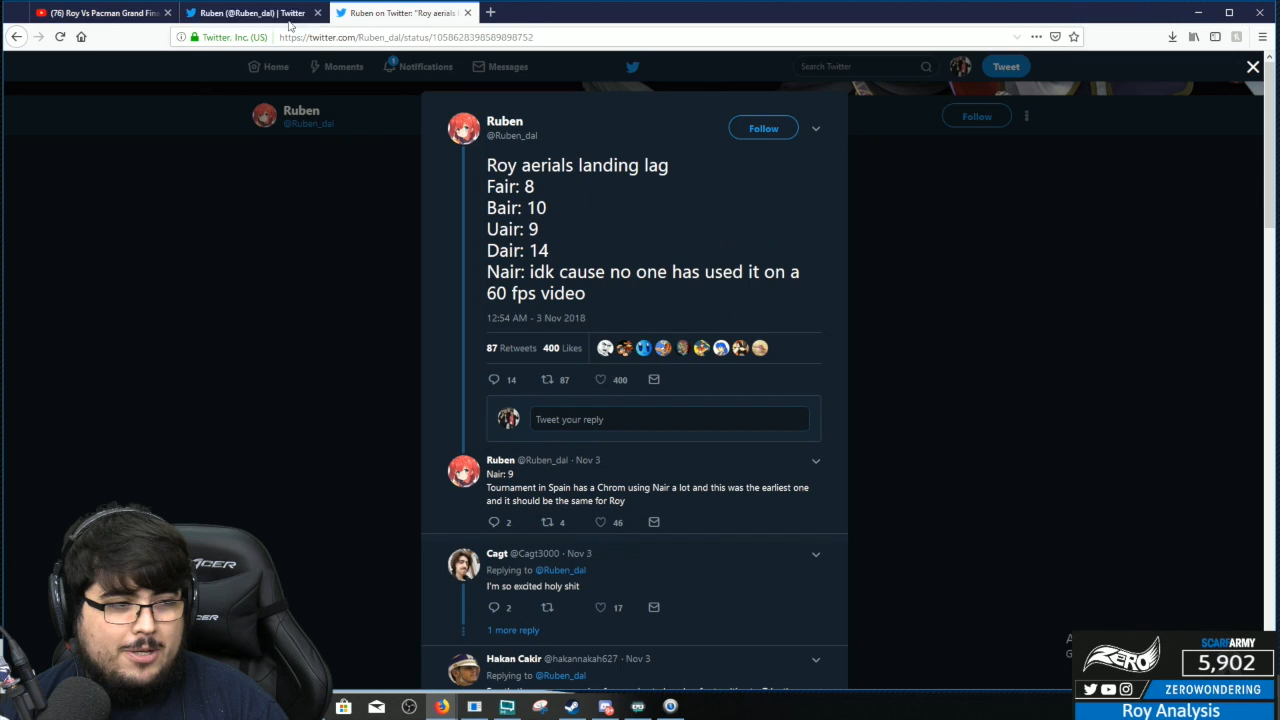 (76) Roy Vs Pacman Grand Fin
Ruben (@Ruben_dal) | Twitter
Ruben on Twitter: "Roy aerials l
Twitter, Inc. (US)
https://twitter.com/Ruben_dal/status/1058628398589898752
Home
Moments
1
Notifications
Messages
Search Twitter
Tweet
Ruben
@Ruben_dal
Follow
Ruben
@Ruben_dal
Follow
Roy aerials landing lag
Fair: 8
Bair: 10
Uair: 9
Dair: 14
Nair: idk cause no one has used it on a
60 fps video
12:54 AM - 3 Nov 2018
87 Retweets 400 Likes
14 87 400
Tweet your reply
Ruben @Ruben_dal · Nov 3
Nair: 9
Tournament in Spain has a Chrom using Nair a lot and this was the earliest one
and it should be the same for Roy
2 4 46
Cagt @Cagt3000 · Nov 3
Replying to @Ruben_dal
I'm so excited holy shit
2 17
1 more reply
Hakan Cakir @hakannakah627 · Nov 3
Replying to @Ruben_dal
ACER
ACER
SCARFARMY
ZERO
5,902
ZEROWONDERING
Roy Analysis